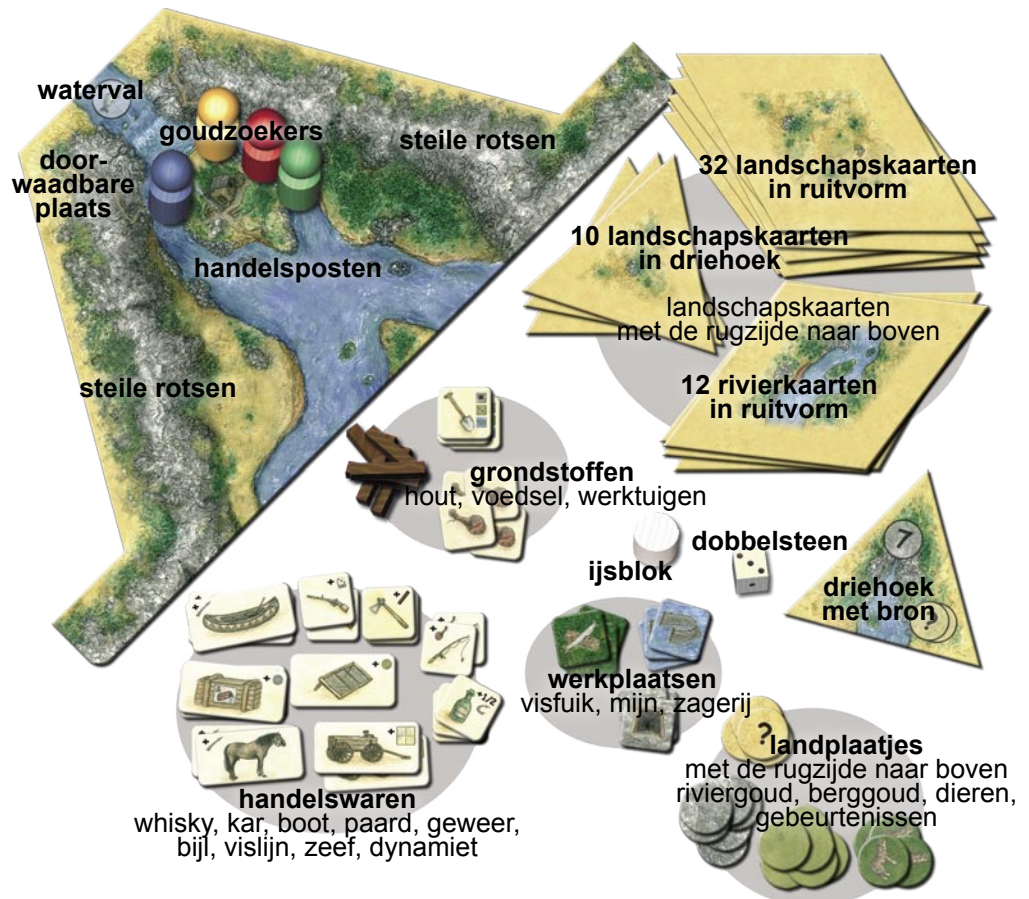 waterval
goudzoekers
steile rotsen
door-
waadbare
plaats
handelsposten
steile rotsen
32 landschapskaarten
in ruitvorm
10 landschapskaarten
in driehoek
landschapskaarten
met de rugzijde naar boven
12 rivierkaarten
in ruitvorm
grondstoffen
hout, voedsel, werktuigen
ijsblok
dobbelsteen
7
?
driehoek
met bron
+1/2
handelswaren
whisky, kar, boot, paard, geweer,
bijl, vislijn, zeef, dynamiet
werkplaatsen
visfuik, mijn, zagerij
?
landplaatjes
met de rugzijde naar boven
riviergoud, berggoud, dieren,
gebeurtenissen